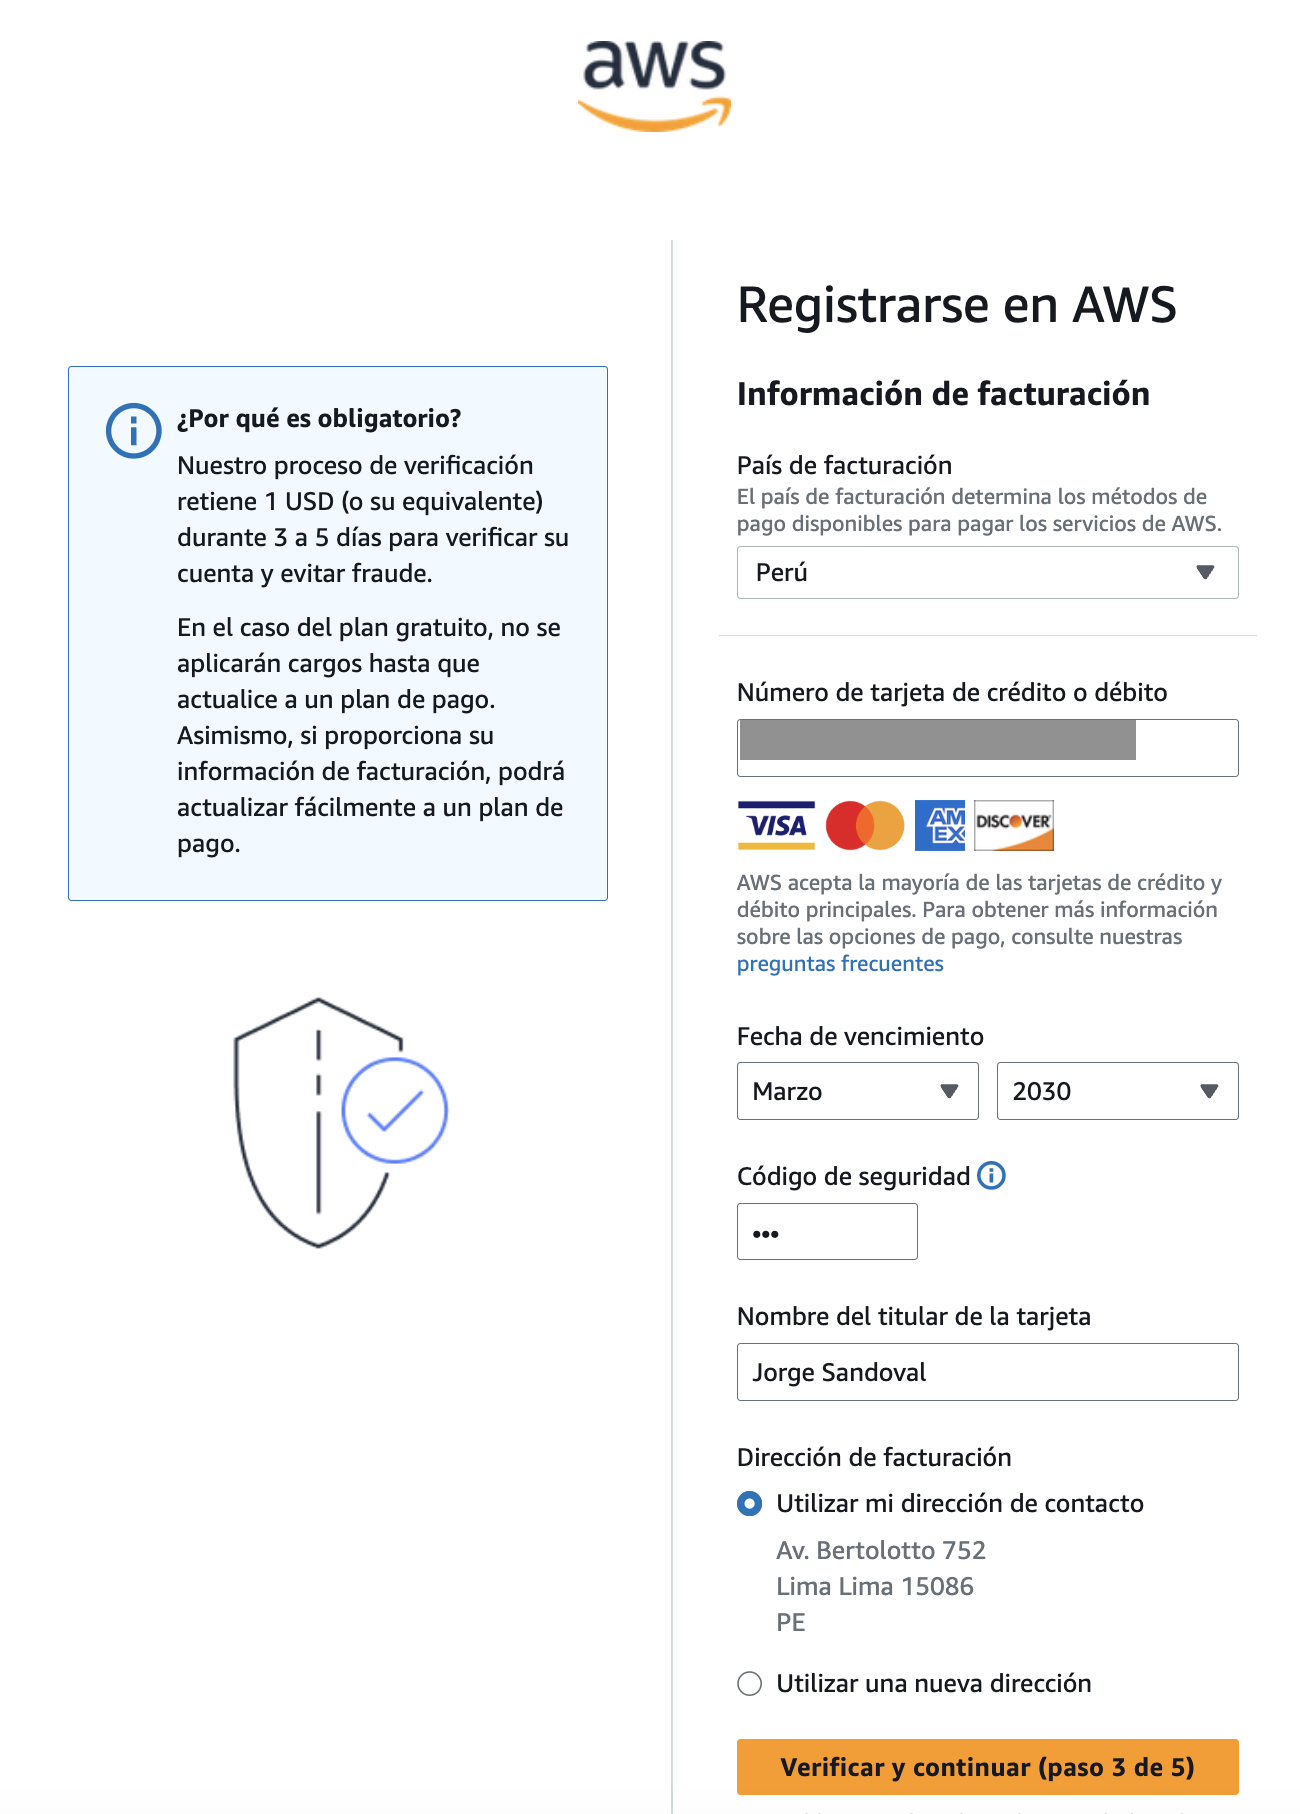 aws
¿Por qué es obligatorio?
Nuestro proceso de verificación
retiene 1 USD (o su equivalente)
durante 3 a 5 días para verificar su
cuenta y evitar fraude.
En el caso del plan gratuito, no se
aplicarán cargos hasta que
actualice a un plan de pago.
Asimismo, si proporciona su
información de facturación, podrá
actualizar fácilmente a un plan de
pago.
Registrarse en AWS
Información de facturación
País de facturación
El país de facturación determina los métodos de
pago disponibles para pagar los servicios de AWS.
Perú
Número de tarjeta de crédito o débito
VISA AMEX DISCOVER
AWS acepta la mayoría de las tarjetas de crédito y
débito principales. Para obtener más información
sobre las opciones de pago, consulte nuestras
preguntas frecuentes
Fecha de vencimiento
Marzo 2030
Código de seguridad
•••
Nombre del titular de la tarjeta
Jorge Sandoval
Dirección de facturación
Utilizar mi dirección de contacto
Av. Bertolotto 752
Lima Lima 15086
PE
Utilizar una nueva dirección
Verificar y continuar (paso 3 de 5)